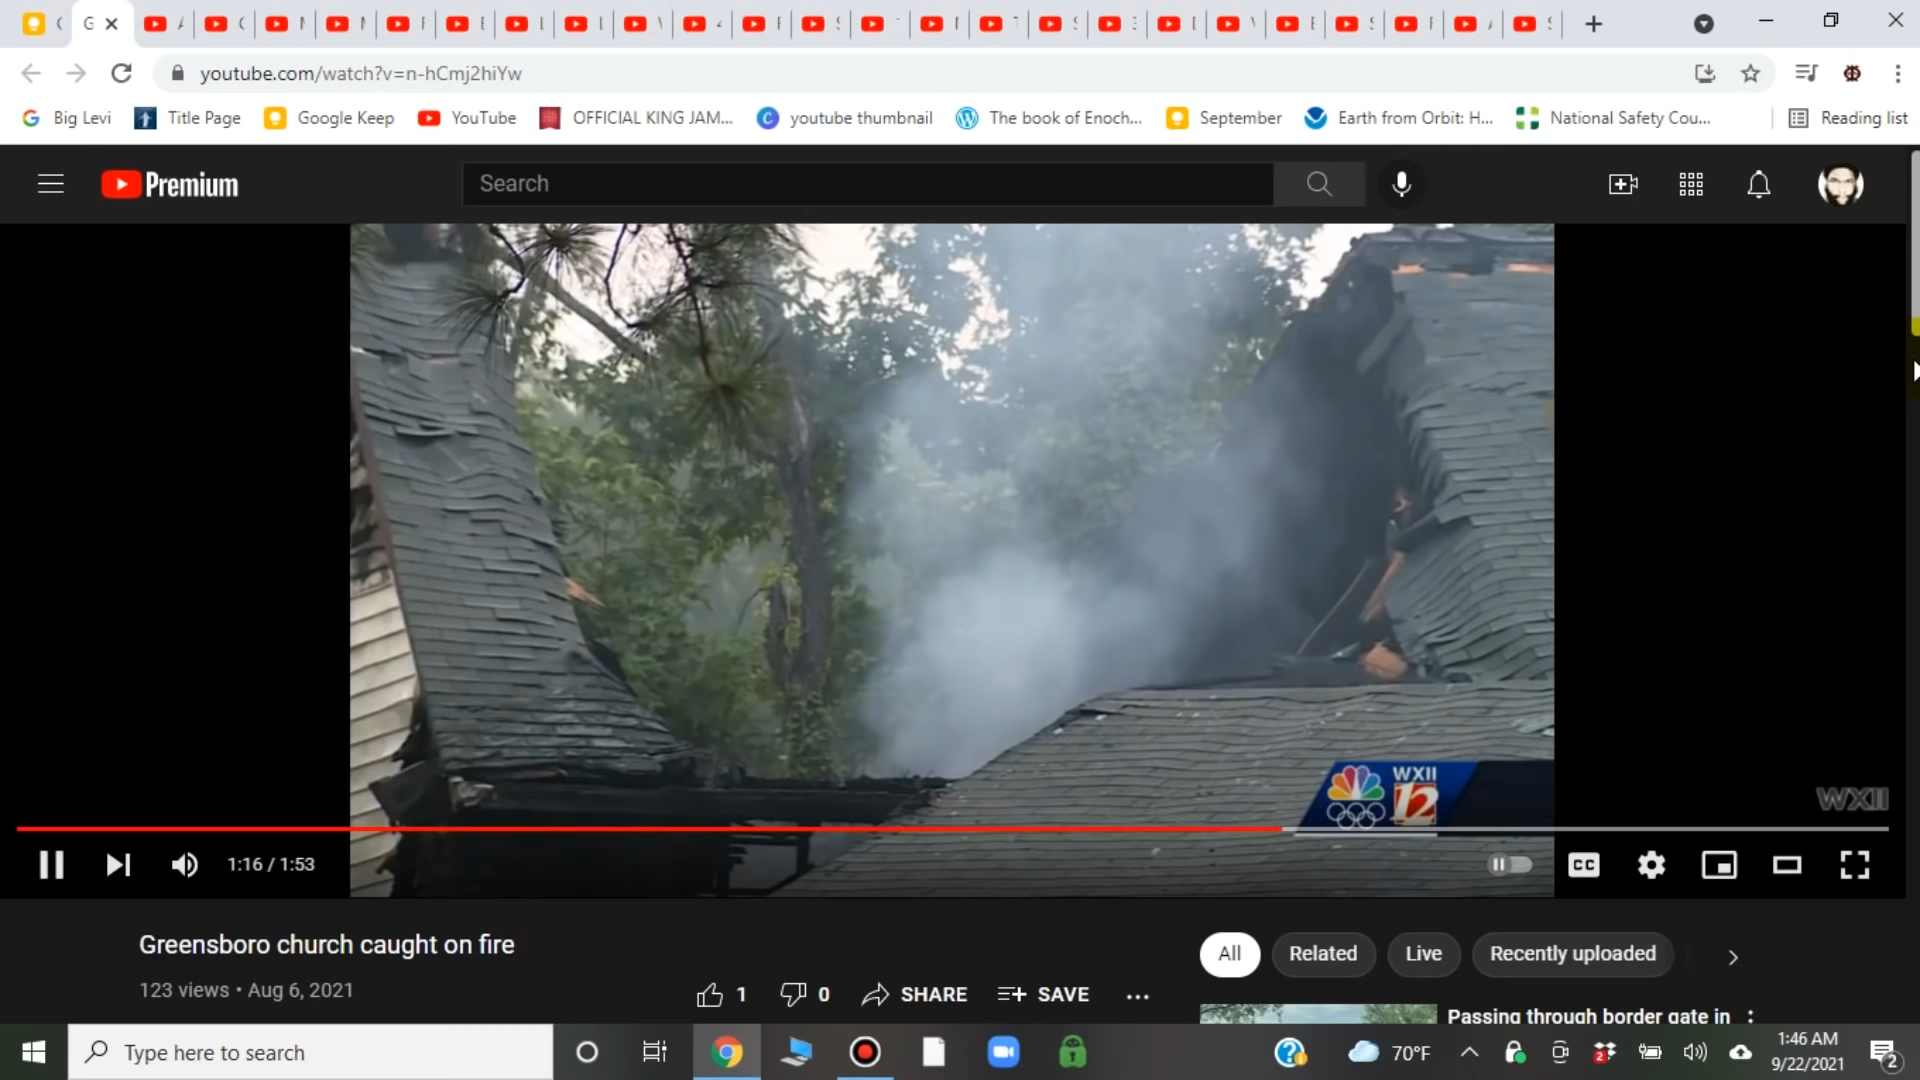 youtube.com/watch?v=n-hCmj2hiYw
Big Levi
Title Page
Google Keep
YouTube
OFFICIAL KING JAM...
youtube thumbnail
The book of Enoch...
September
Earth from Orbit: H...
National Safety Cou...
Reading list
Premium
Search
WXII
12
WXII
1:16 / 1:53
CC
Greensboro church caught on fire
123 views • Aug 6, 2021
1
0
SHARE
SAVE
All
Related
Live
Recently uploaded
Passing through border gate in
Type here to search
70°F
2
1:46 AM
9/22/2021
2